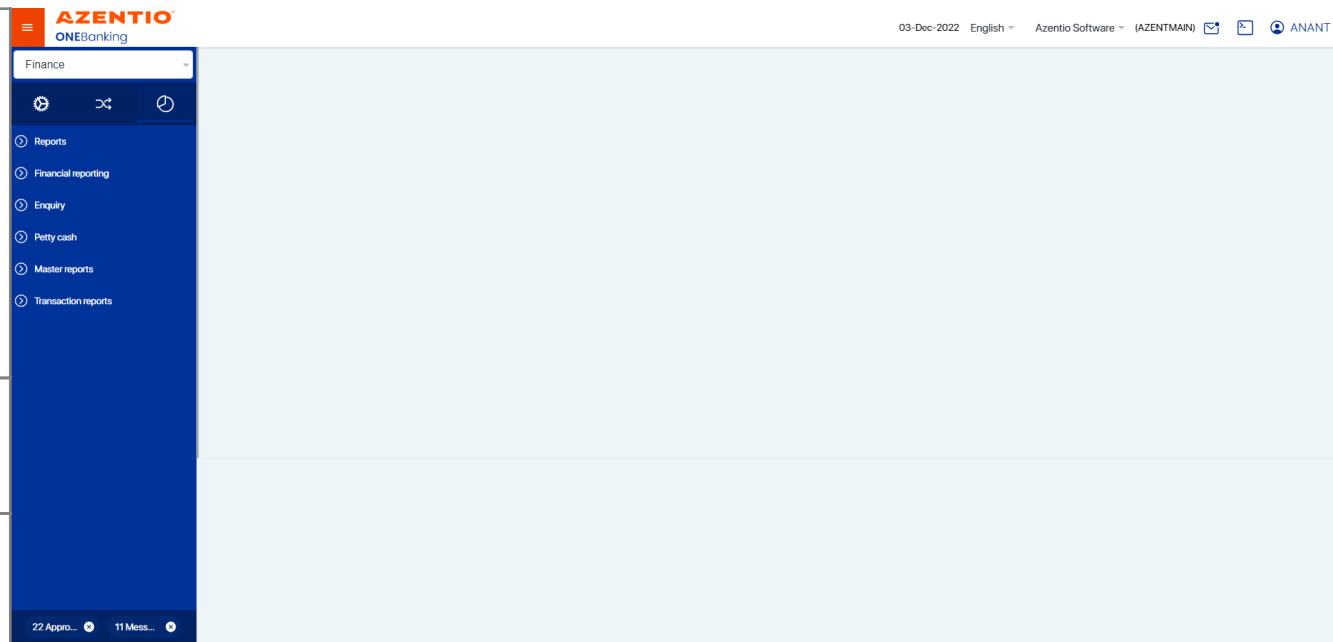 AZENTIO™
ONEBanking
03-Dec-2022 English Azentio Software (AZENTMAIN) ANANT
Finance
Reports
Financial reporting
Enquiry
Petty cash
Master reports
Transaction reports
22 Appro... 11 Mess...